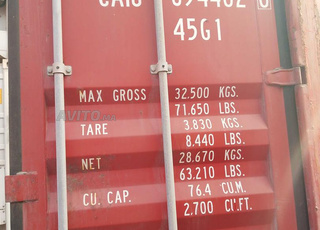 45G1
MAX GROSS 32.500 KGS.
71.650 LBS.
TARE 3.830 KGS.
8.440 LBS.
NET 28.670 KGS.
63.210 LBS.
CU. CAP. 76.4 CU.M.
2.700 CU.FT.
AVITO